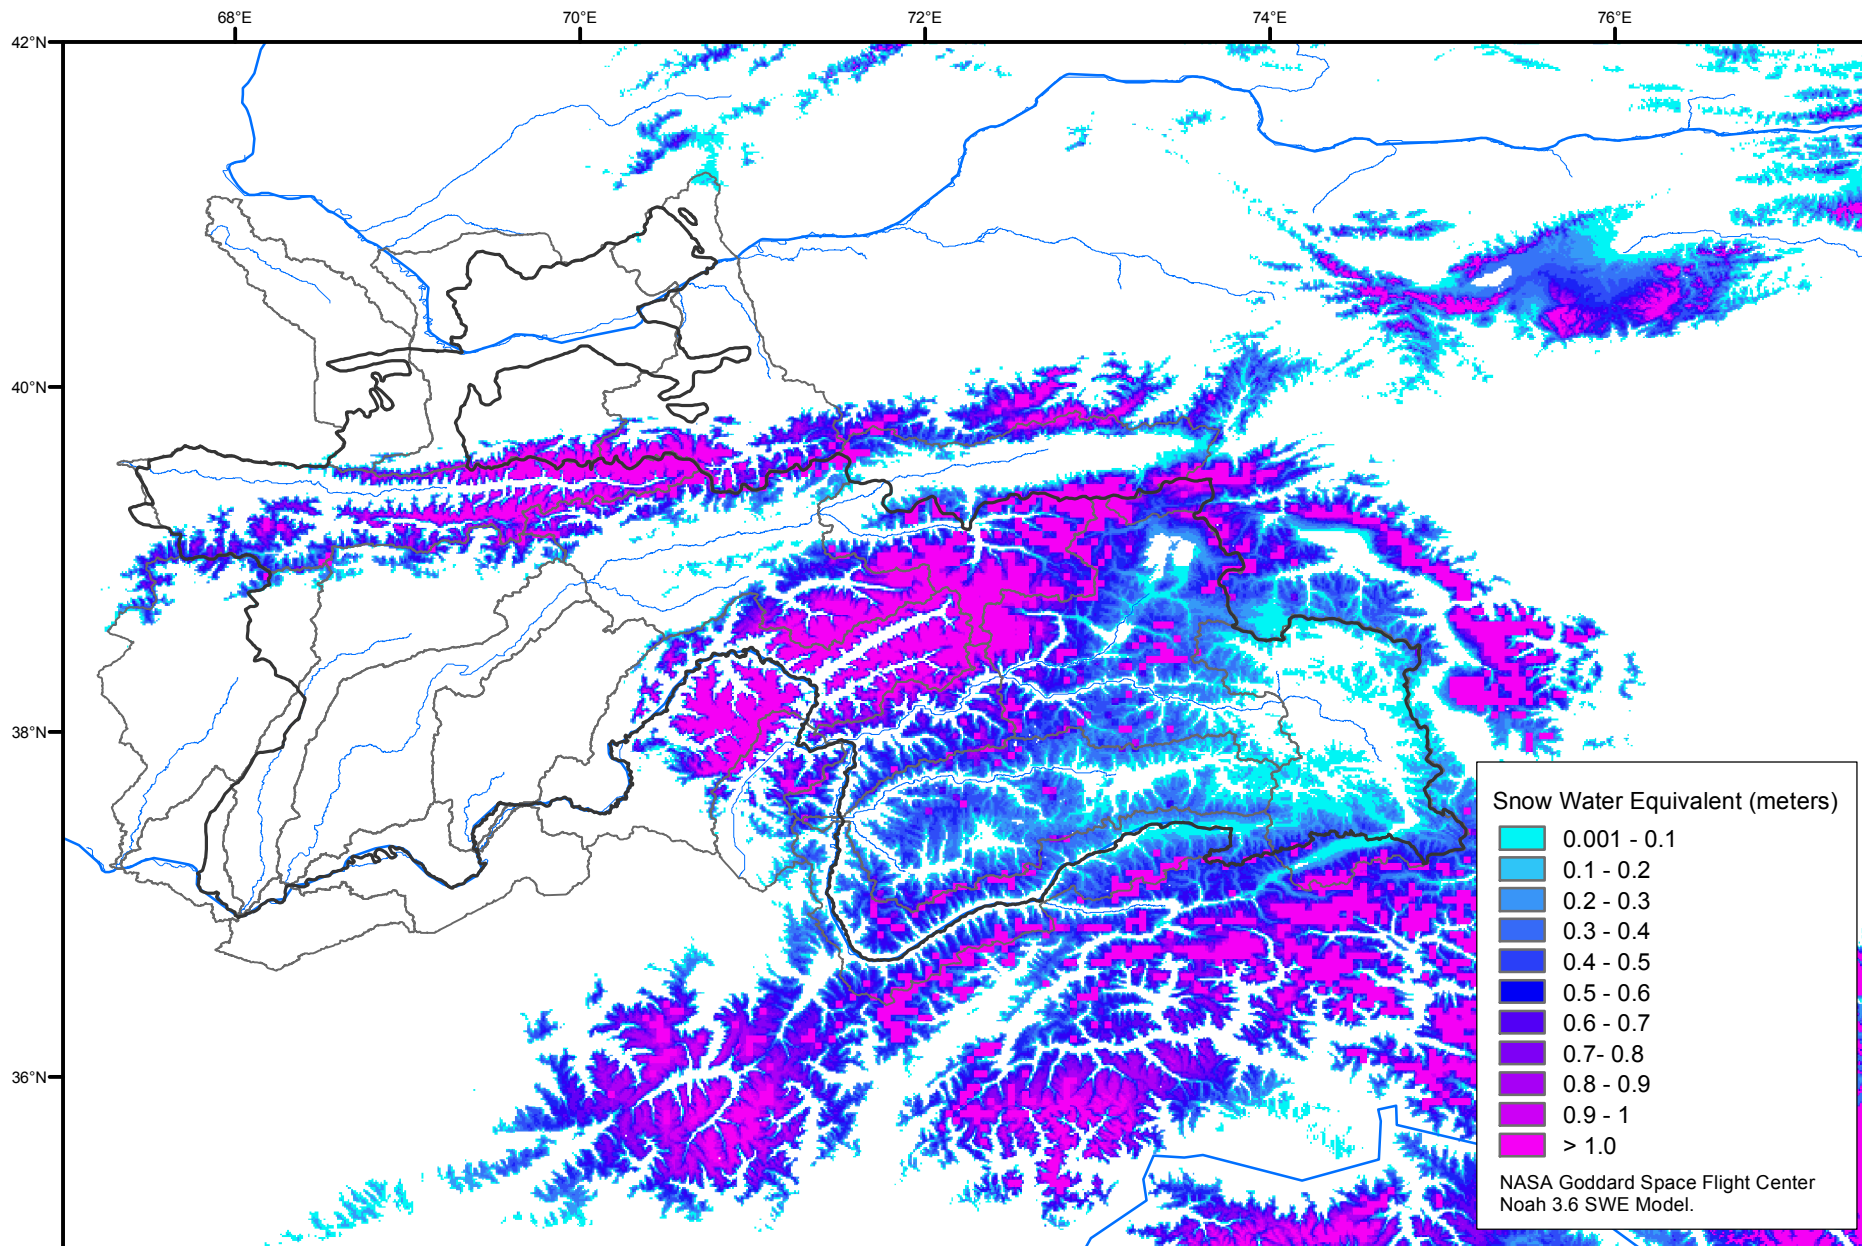 68°E
70°E
72°E
74°E
76°E
42°N
40°N
38°N
36°N
Snow Water Equivalent (meters)
0.001 - 0.1
0.1 - 0.2
0.2 - 0.3
0.3 - 0.4
0.4 - 0.5
0.5 - 0.6
0.6 - 0.7
0.7- 0.8
0.8 - 0.9
0.9 - 1
> 1.0
NASA Goddard Space Flight Center
Noah 3.6 SWE Model.